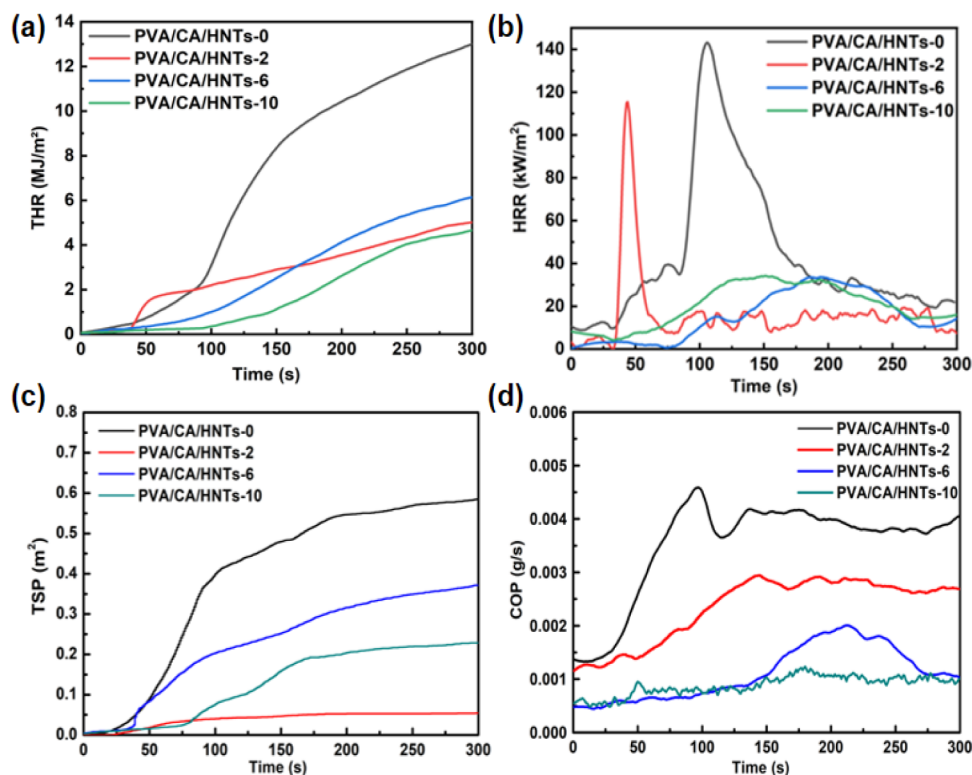 (a)
PVA/CA/HNTs-0
PVA/CA/HNTs-2
PVA/CA/HNTs-6
PVA/CA/HNTs-10
THR (MJ/m²)
14
12
10
8
6
4
2
0
0 50 100 150 200 250 300
Time (s)
(b)
PVA/CA/HNTs-0
PVA/CA/HNTs-2
PVA/CA/HNTs-6
PVA/CA/HNTs-10
HRR (kW/m²)
140
120
100
80
60
40
20
0
0 50 100 150 200 250 300
Time (s)
(c)
PVA/CA/HNTs-0
PVA/CA/HNTs-2
PVA/CA/HNTs-6
PVA/CA/HNTs-10
TSP (m²)
0.8
0.7
0.6
0.5
0.4
0.3
0.2
0.1
0.0
0 50 100 150 200 250 300
Time (s)
(d)
PVA/CA/HNTs-0
PVA/CA/HNTs-2
PVA/CA/HNTs-6
PVA/CA/HNTs-10
COP (g/s)
0.006
0.005
0.004
0.003
0.002
0.001
0.000
0 50 100 150 200 250 300
Time (s)